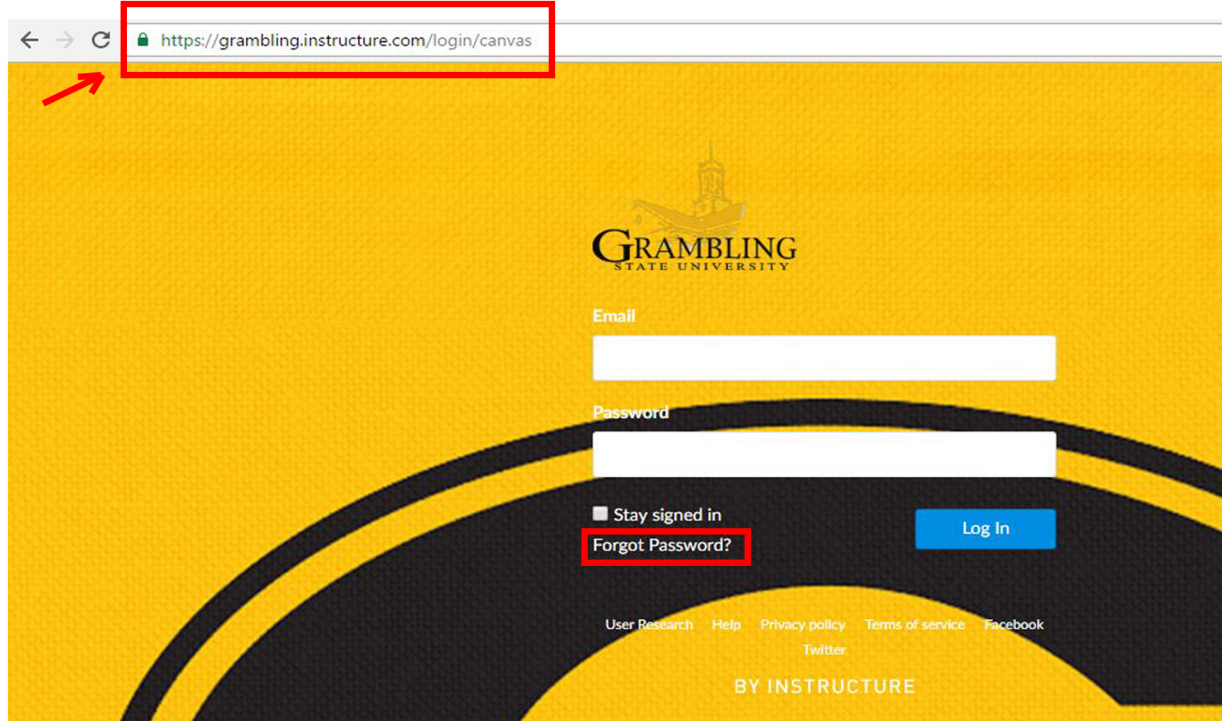 https://grambling.instructure.com/login/canvas
GRAMBLING
STATE UNIVERSITY
Email
Password
Stay signed in
Log In
Forgot Password?
User Research Help Privacy policy Terms of service Facebook
Twitter
BY INSTRUCTURE